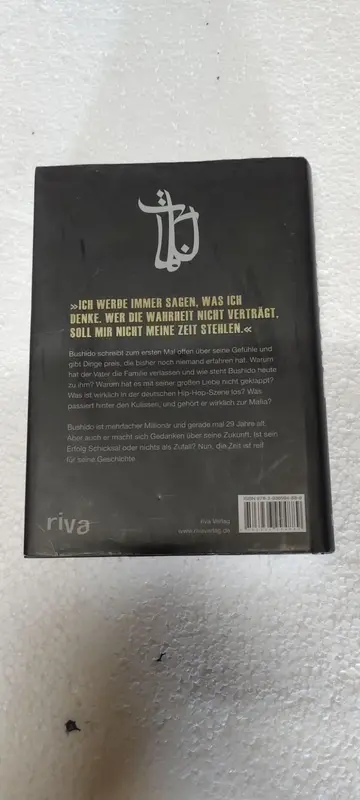 »ICH WERDE IMMER SAGEN, WAS ICH
DENKE. WER DIE WAHRHEIT NICHT VERTRÄGT,
SOLL MIR NICHT MEINE ZEIT STEHLEN.«
Bushido schreibt zum ersten Mal offen über seine Gefühle und
gibt Dinge preis, die bisher noch niemand erfahren hat. Warum
hat der Vater die Familie verlassen und wie steht Bushido heute
zu ihm? Warum hat es mit seiner großen Liebe nicht geklappt?
Was ist wirklich in der deutschen Hip-Hop-Szene los? Was
passiert hinter den Kulissen, und gehört er wirklich zur Mafia?
Bushido ist mehrfacher Millionär und gerade mal 29 Jahre alt.
Aber auch er macht sich Gedanken über seine Zukunft. Ist sein
Erfolg Schicksal oder nichts als Zufall? Nun, die Zeit ist reif
für seine Geschichte.
riva
riva Verlag
www.rivaverlag.de